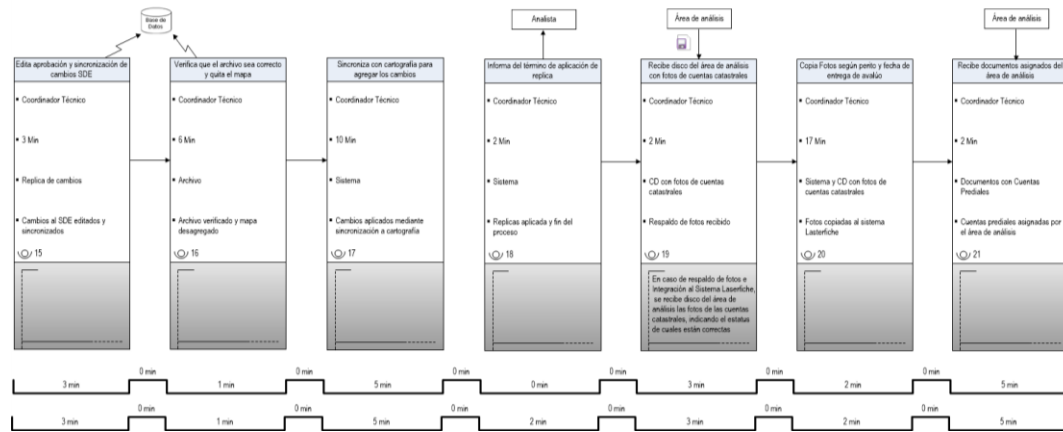 Base de
Datos
Analista
Área de análisis
Área de análisis
Edita aprobación y sincronización de
cambios SDE
• Coordinador Técnico
• 3 Min
• Replica de cambios
• Cambios al SDE editados y
sincronizados
15
Verifica que el archivo sea correcto
y quita el mapa
• Coordinador Técnico
• 6 Min
• Archivo
• Archivo verificado y mapa
desagregado
16
Sincroniza con cartografía para
agregar los cambios
• Coordinador Técnico
• 10 Min
• Sistema
• Cambios aplicados mediante
sincronización a cartografía
17
Informa del término de aplicación de
replica
• Coordinador Técnico
• 2 Min
• Sistema
• Replicas aplicada y fin del
proceso
18
Recibe disco del área de análisis
con fotos de cuentas catastrales
• Coordinador Técnico
• 2 Min
• CD con fotos de cuentas
catastrales
• Respaldo de fotos recibido
19
En caso de respaldo de fotos e
Integración al Sistema Laserfiche,
se recibe disco del área de
análisis las fotos de las cuentas
catastrales, indicando el estatus
de cuales están correctas
Copia Fotos según perito y fecha de
entrega de avalúo
• Coordinador Técnico
• 17 Min
• Sistema y CD con fotos de
cuentas catastrales
• Fotos copiadas al sistema
Lasterfiche
20
Recibe documentos asignados del
área de análisis
• Coordinador Técnico
• 2 Min
• Documentos con Cuentas
Prediales
• Cuentas prediales asignadas por
el área de análisis
21
0 min 0 min 0 min 0 min 0 min 0 min
3 min 1 min 5 min 0 min 3 min 2 min 5 min
0 min 0 min 0 min 0 min 0 min 0 min
3 min 1 min 5 min 2 min 3 min 2 min 5 min